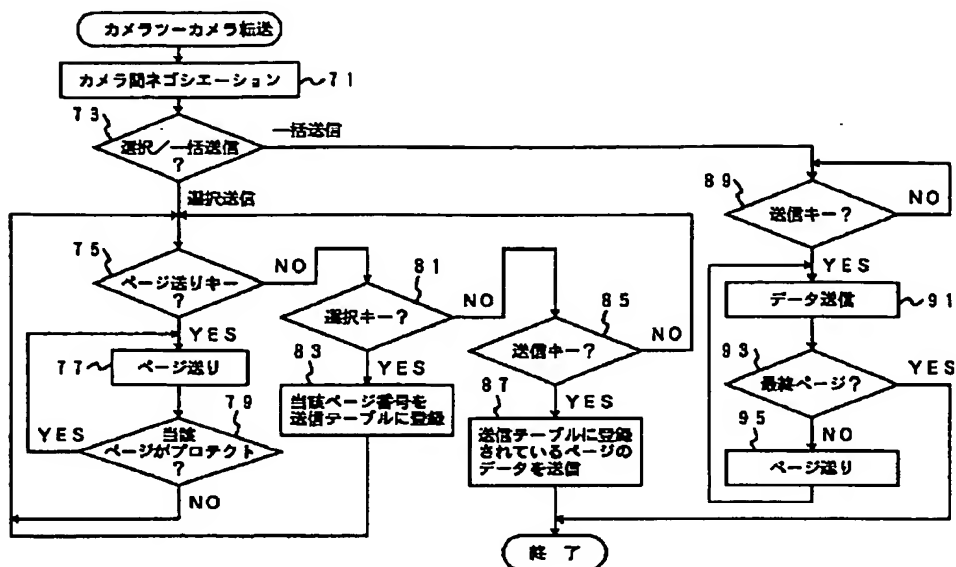 カメラツーカメラ転送
カメラ間ネゴシエーション
71
73
選択／一括送信
?
一括送信
選択送信
75
ページ送りキー
?
NO
YES
77
ページ送り
79
当該
ページがプロテクト
?
YES
NO
81
選択キー?
NO
YES
83
当該ページ番号を
送信テーブルに登録
85
送信キー?
NO
YES
87
送信テーブルに登録
されているページの
データを送信
89
送信キー?
NO
YES
データ送信
91
93
最終ページ?
YES
NO
95
ページ送り
終了